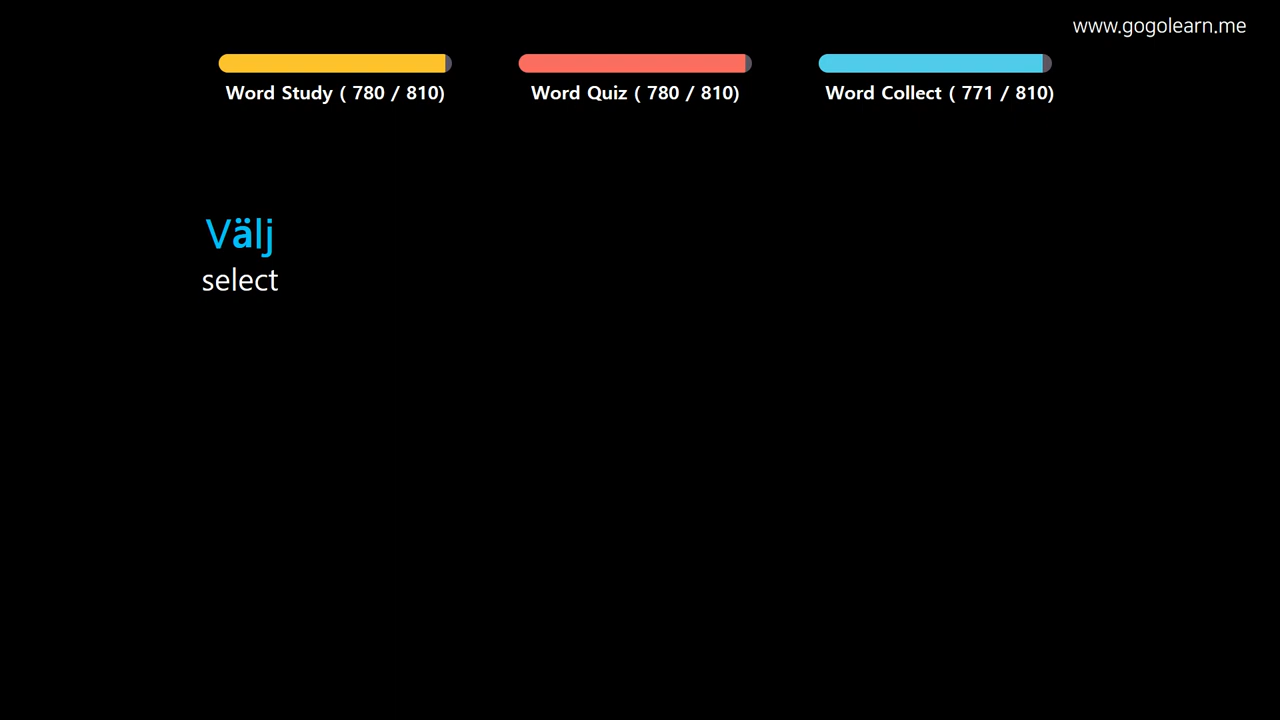 www.gogolearn.me
Word Study ( 780 / 810)
Word Quiz ( 780 / 810)
Word Collect ( 771 / 810)
Välj
select